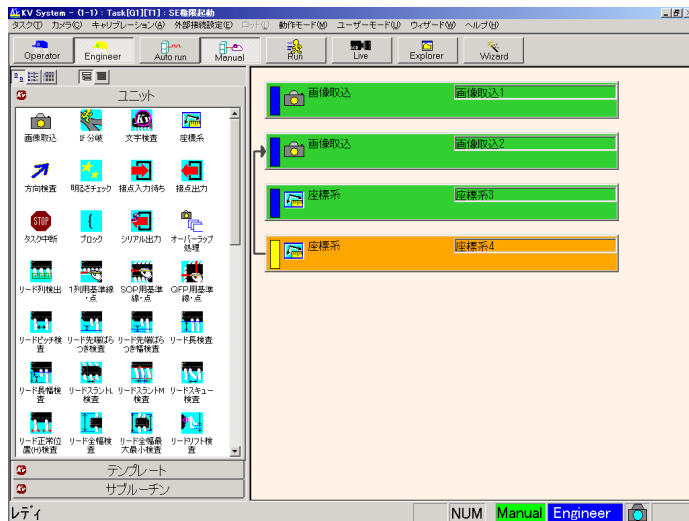 KV System - (1-1) : Task[G1][T1] : SE権限起動
タスク(T) カメラ(C) キャリブレーション(A) 外部接続設定(E) ロット(L) 動作モード(M) ユーザーモード(U) ウィザード(W) ヘルプ(H)
Operator Engineer Auto run Manual Run Live Explorer Wizard
ユニット
画像取込 IF 分岐 文字検査 座標系
方向検査 明るさチェック 接点入力待ち 接点出力
STOP
タスク中断 ブロック シリアル出力 オーバーラップ
処理
リード列検出 1列用基準線 SOP用基準 QFP用基準
・点 線・点 線・点
リードピッチ検 リード先端ばら リード先端ばら リード長検査
査 つき検査 つき幅検査
リード長幅検 リードスラントL リードスラントM リードスキュー
査 検査 検査 検査
リード正常位 リード全幅検 リード全幅最 リードリフト検
置(H)検査 査 大最小検査 査
テンプレート
サブルーチン
画像取込 画像取込1
画像取込 画像取込2
座標系 座標系3
座標系 座標系4
レディ NUM Manual Engineer